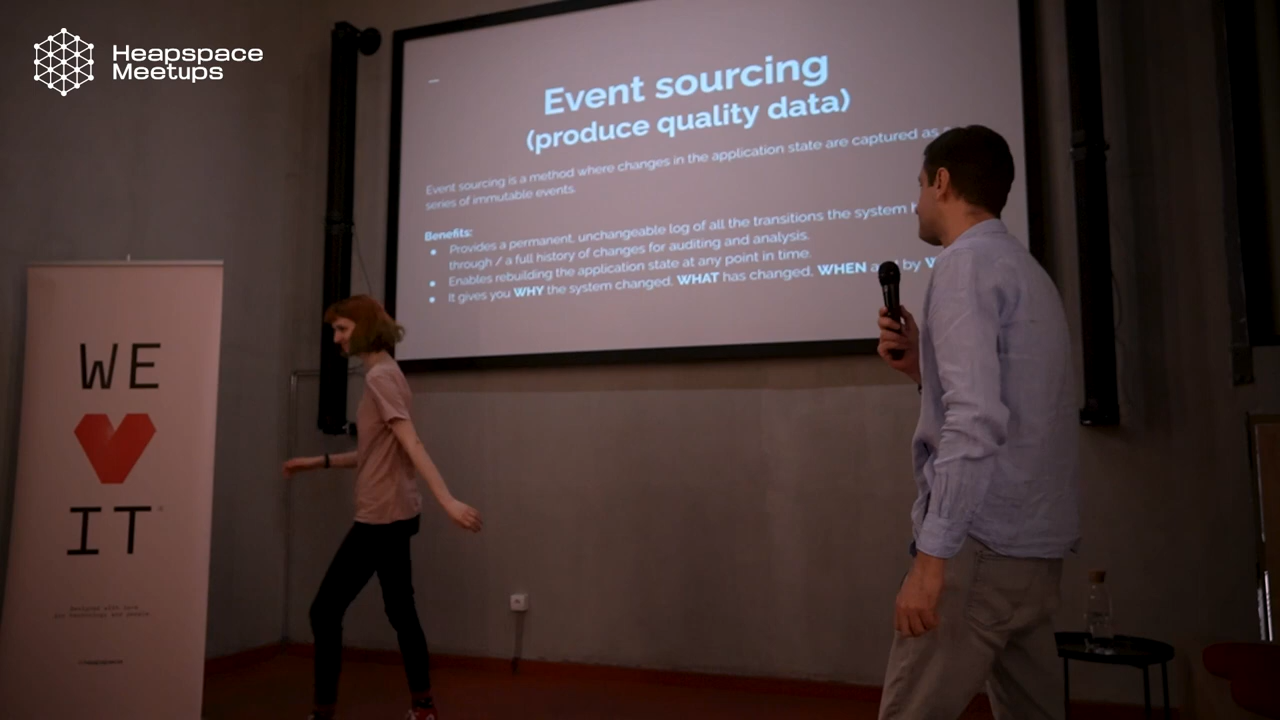 Heapspace
Meetups
Event sourcing
(produce quality data)
Event sourcing is a method where changes in the application state are captured as
series of immutable events.
Benefits:
Provides a permanent, unchangeable log of all the transitions the system
through / a full history of changes for auditing and analysis.
Enables rebuilding the application state at any point in time.
It gives you WHY the system changed. WHAT has changed. WHEN by
WE
IT